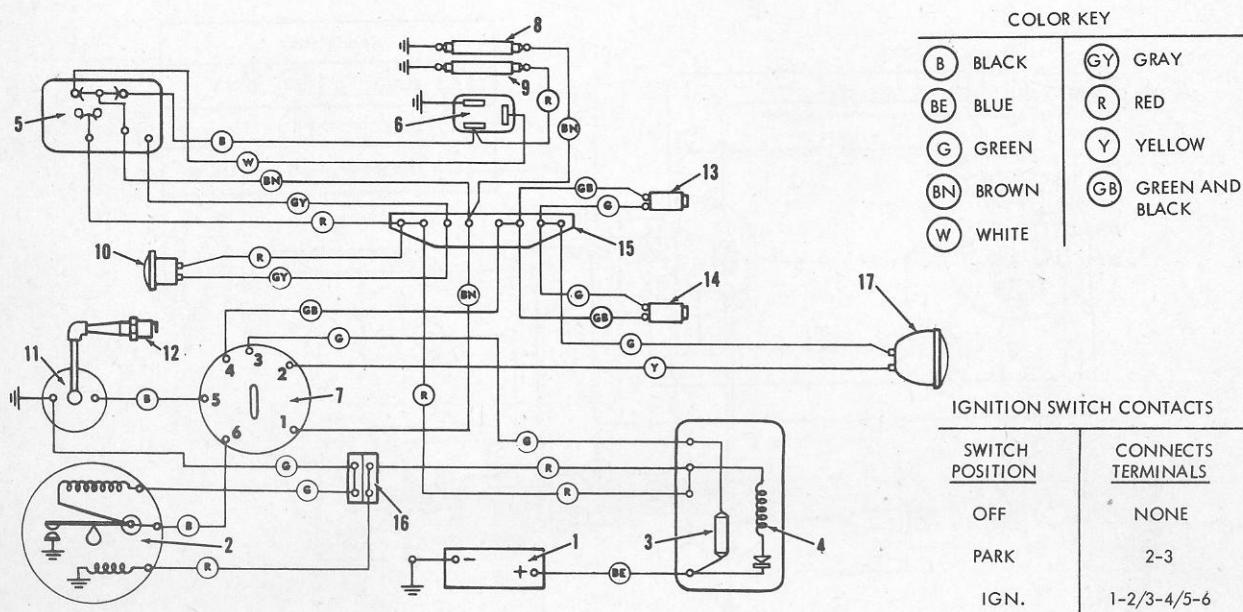 8
COLOR KEY
B BLACK
GY GRAY
BE BLUE
R RED
G GREEN
Y YELLOW
BN BROWN
GB GREEN AND BLACK
W WHITE
9
R
5
6
BN
B
W
BN
GY
R
GB
G
13
15
10
R
GY
BN
G
GB
14
17
GB
G
G
Y
11
12
4
3
2
5
7
1
6
B
R
G
G
R
R
G
16
B
2
R
1
- +
BE
3
4
IGNITION SWITCH CONTACTS
SWITCH POSITION
CONNECTS TERMINALS
OFF NONE
PARK 2-3
IGN. 1-2/3-4/5-6